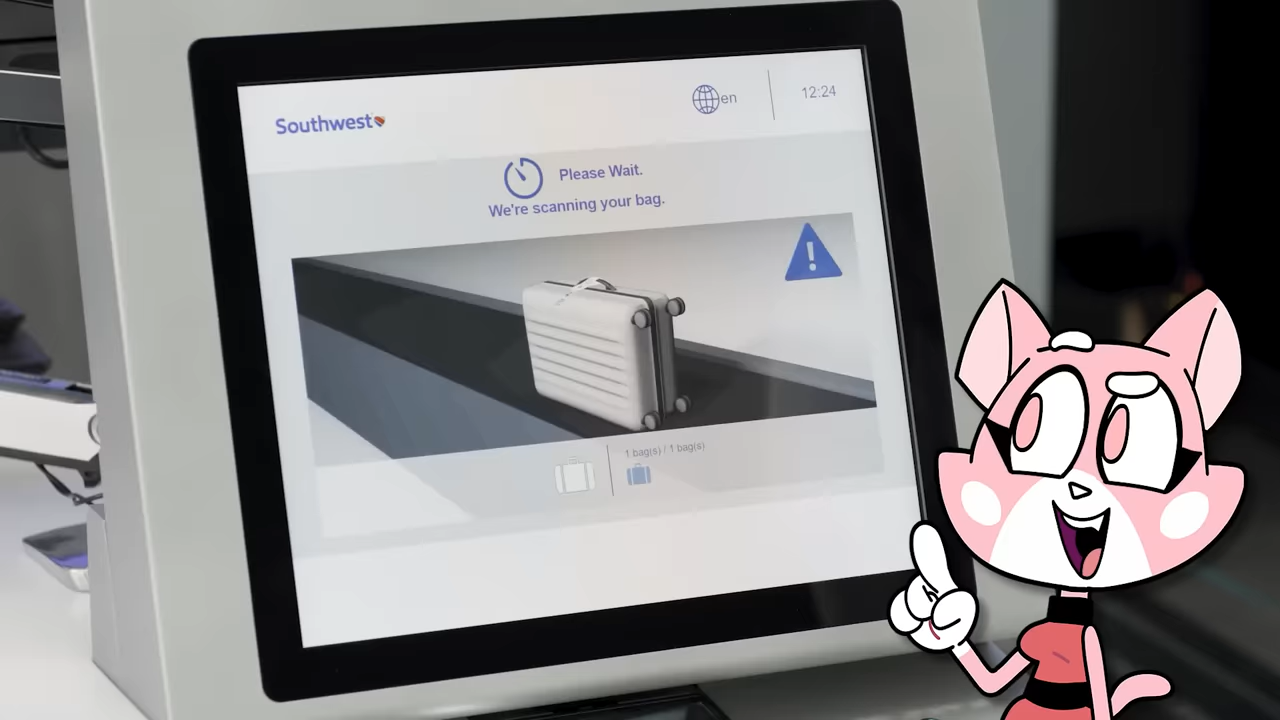 Southwest
en
12:24
Please Wait.
We're scanning your bag.
1 bag(s) / 1 bag(s)